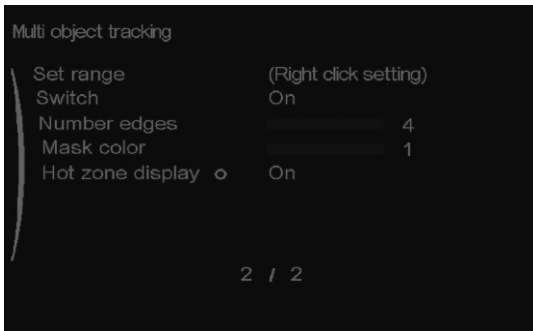 Multi object tracking
Set range (Right click setting)
Switch On
Number edges 4
Mask color 1
Hot zone display On
2 / 2